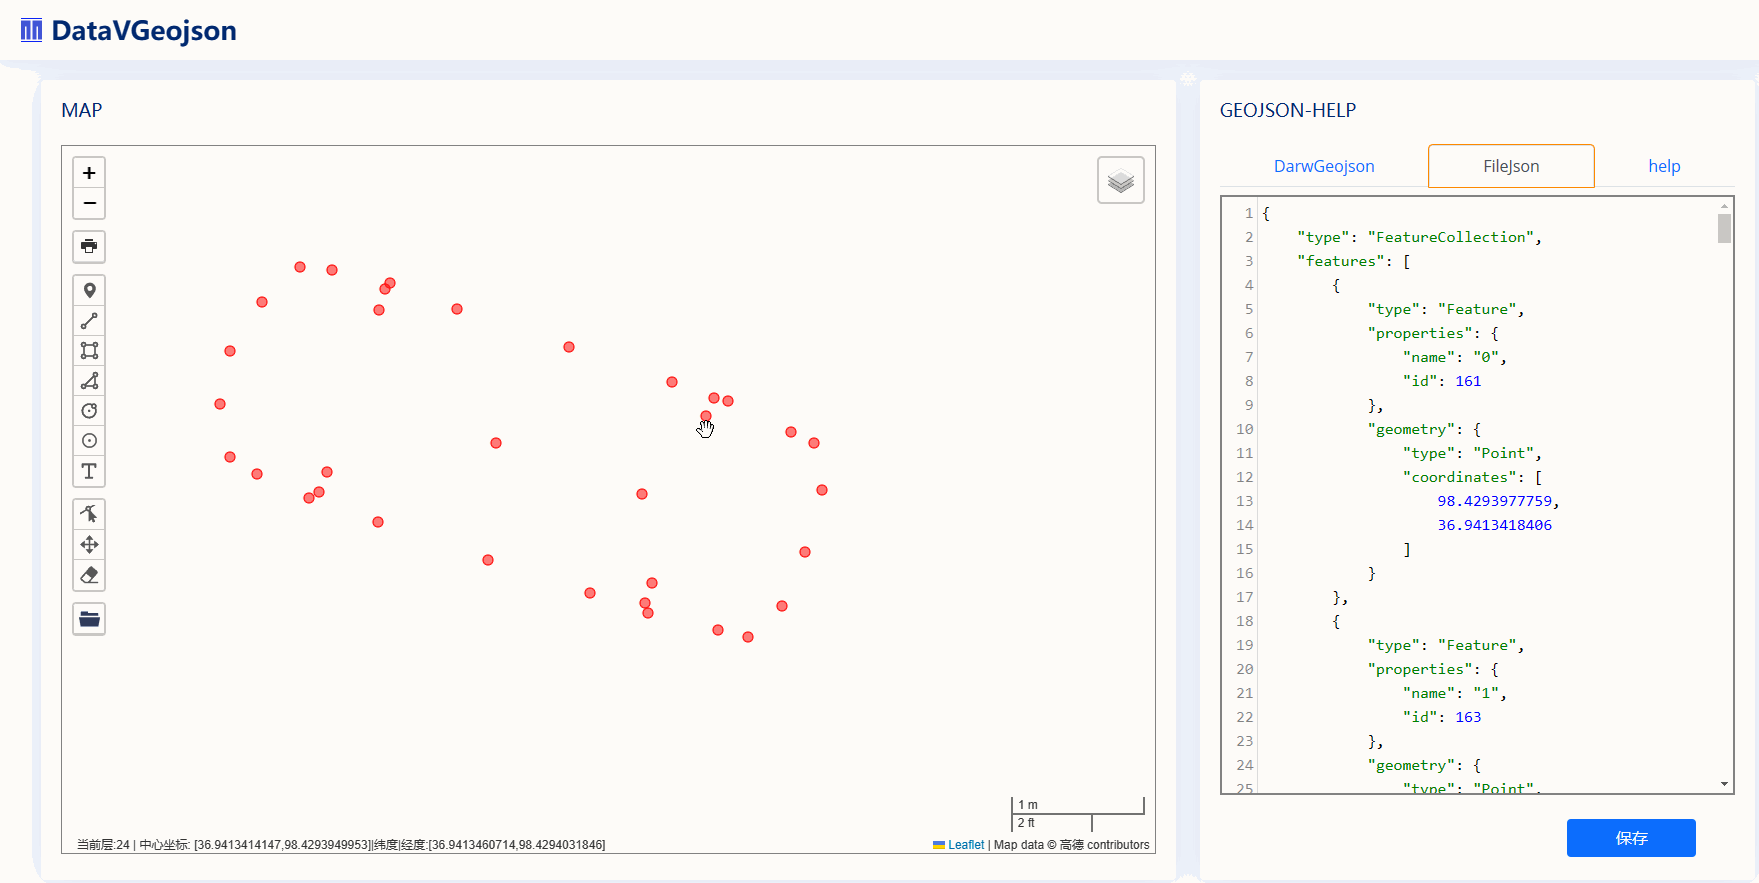 DataVGeojson
MAP
+
−
T
1 m
2 ft
当前层:24 | 中心坐标: [36.9413414147,98.4293949953]|纬度|经度:[36.9413460714,98.4294031846]
Leaflet | Map data © 高德 contributors
GEOJSON-HELP
DarwGeojson
FileJson
help
1 {
2 "type": "FeatureCollection",
3 "features": [
4 {
5 "type": "Feature",
6 "properties": {
7 "name": "0",
8 "id": 161
9 },
10 "geometry": {
11 "type": "Point",
12 "coordinates": [
13 98.4293977759,
14 36.9413418406
15 ]
16 }
17 },
18 {
19 "type": "Feature",
20 "properties": {
21 "name": "1",
22 "id": 163
23 },
24 "geometry": {
25 "type": "Point",
保存